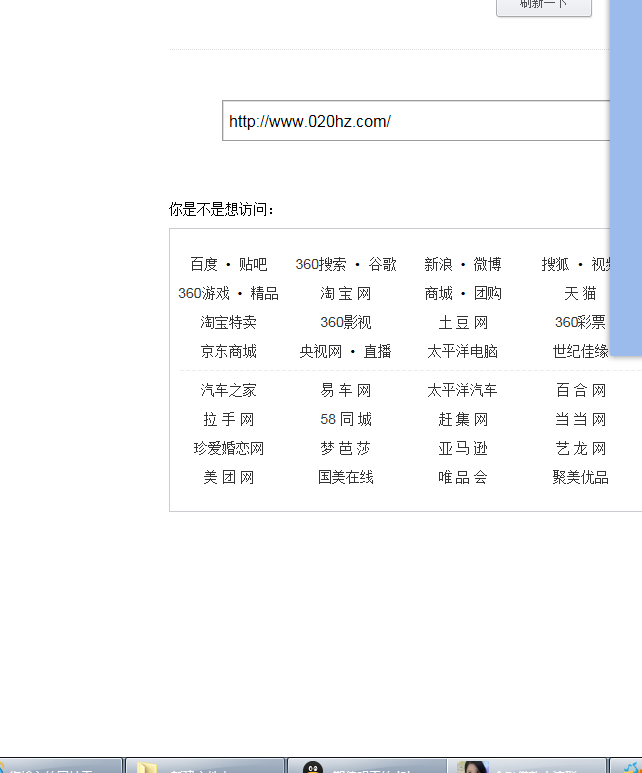 刷新一下
http://www.020hz.com/
你是不是想访问：
百度 • 贴吧 360搜索 • 谷歌 新浪 • 微博 搜狐 • 视频
360游戏 • 精品 淘 宝 网 商城 • 团购 天 猫
淘宝特卖 360影视 土 豆 网 360彩票
京东商城 央视网 • 直播 太平洋电脑 世纪佳缘
汽车之家 易 车 网 太平洋汽车 百 合 网
拉 手 网 58 同 城 赶 集 网 当 当 网
珍爱婚恋网 梦 芭 莎 亚 马 逊 艺 龙 网
美 团 网 国美在线 唯 品 会 聚美优品